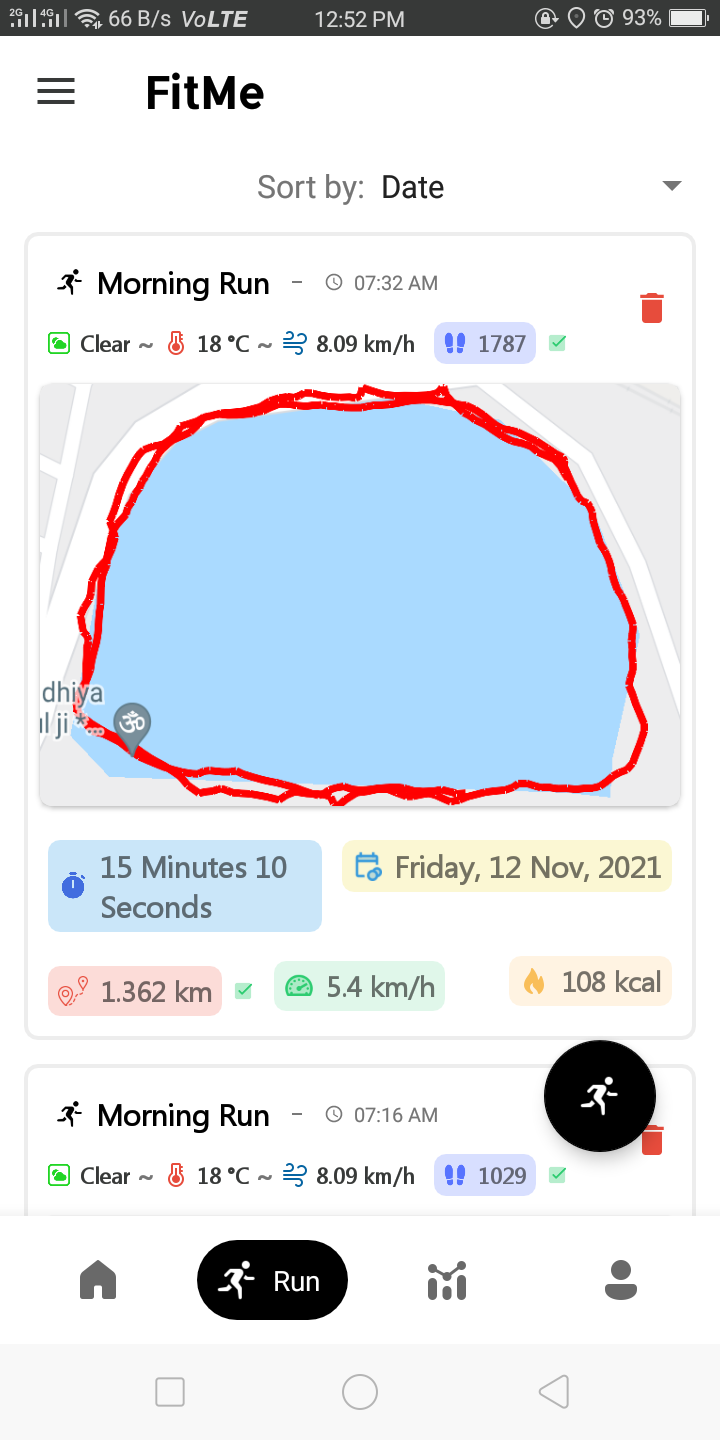 2G 4G 66 B/s VoLTE 12:52 PM 93%
FitMe
Sort by: Date
Morning Run - 07:32 AM
Clear ~ 18 °C ~ 8.09 km/h 1787
dhiya
ul ji *...
ॐ
15 Minutes 10
Seconds
Friday, 12 Nov, 2021
1.362 km
5.4 km/h
108 kcal
Morning Run - 07:16 AM
Clear ~ 18 °C ~ 8.09 km/h 1029
Run